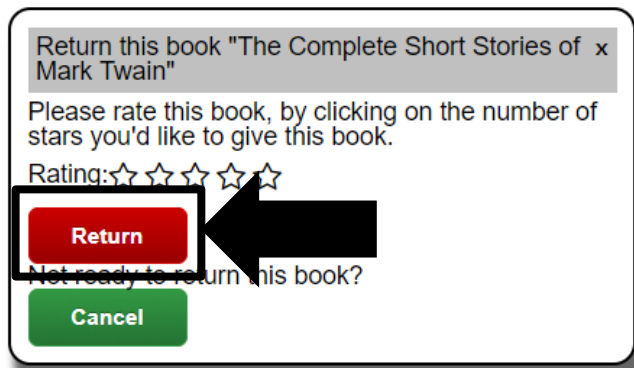 Return this book "The Complete Short Stories of x
Mark Twain"
Please rate this book, by clicking on the number of
stars you'd like to give this book.
Rating:
Return
Not ready to return this book?
Cancel